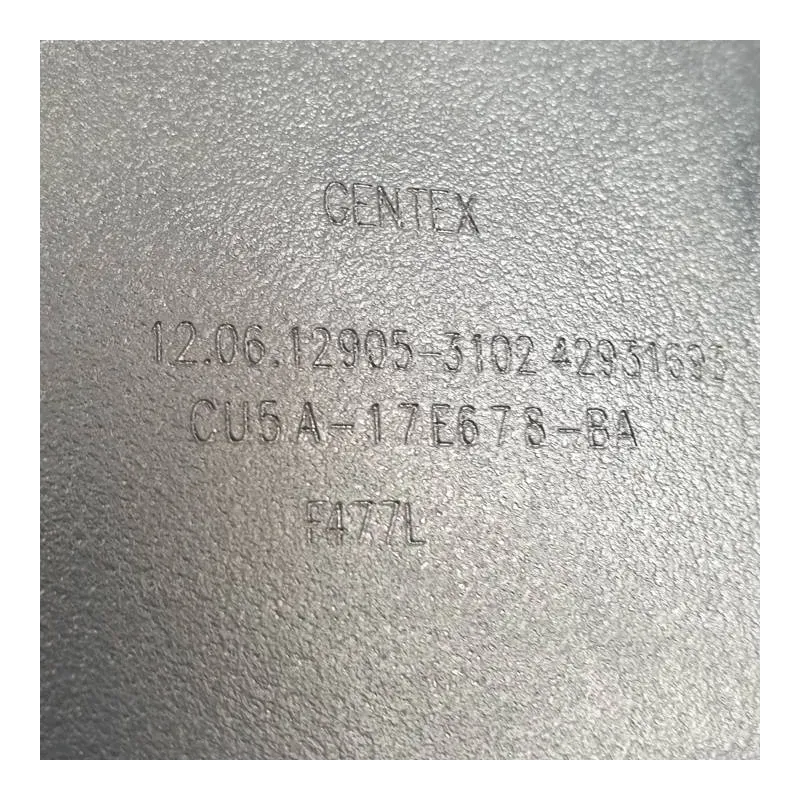 GENTEX
12.06.12905-3102 42931693
CU5A-17E678-BA
F477L